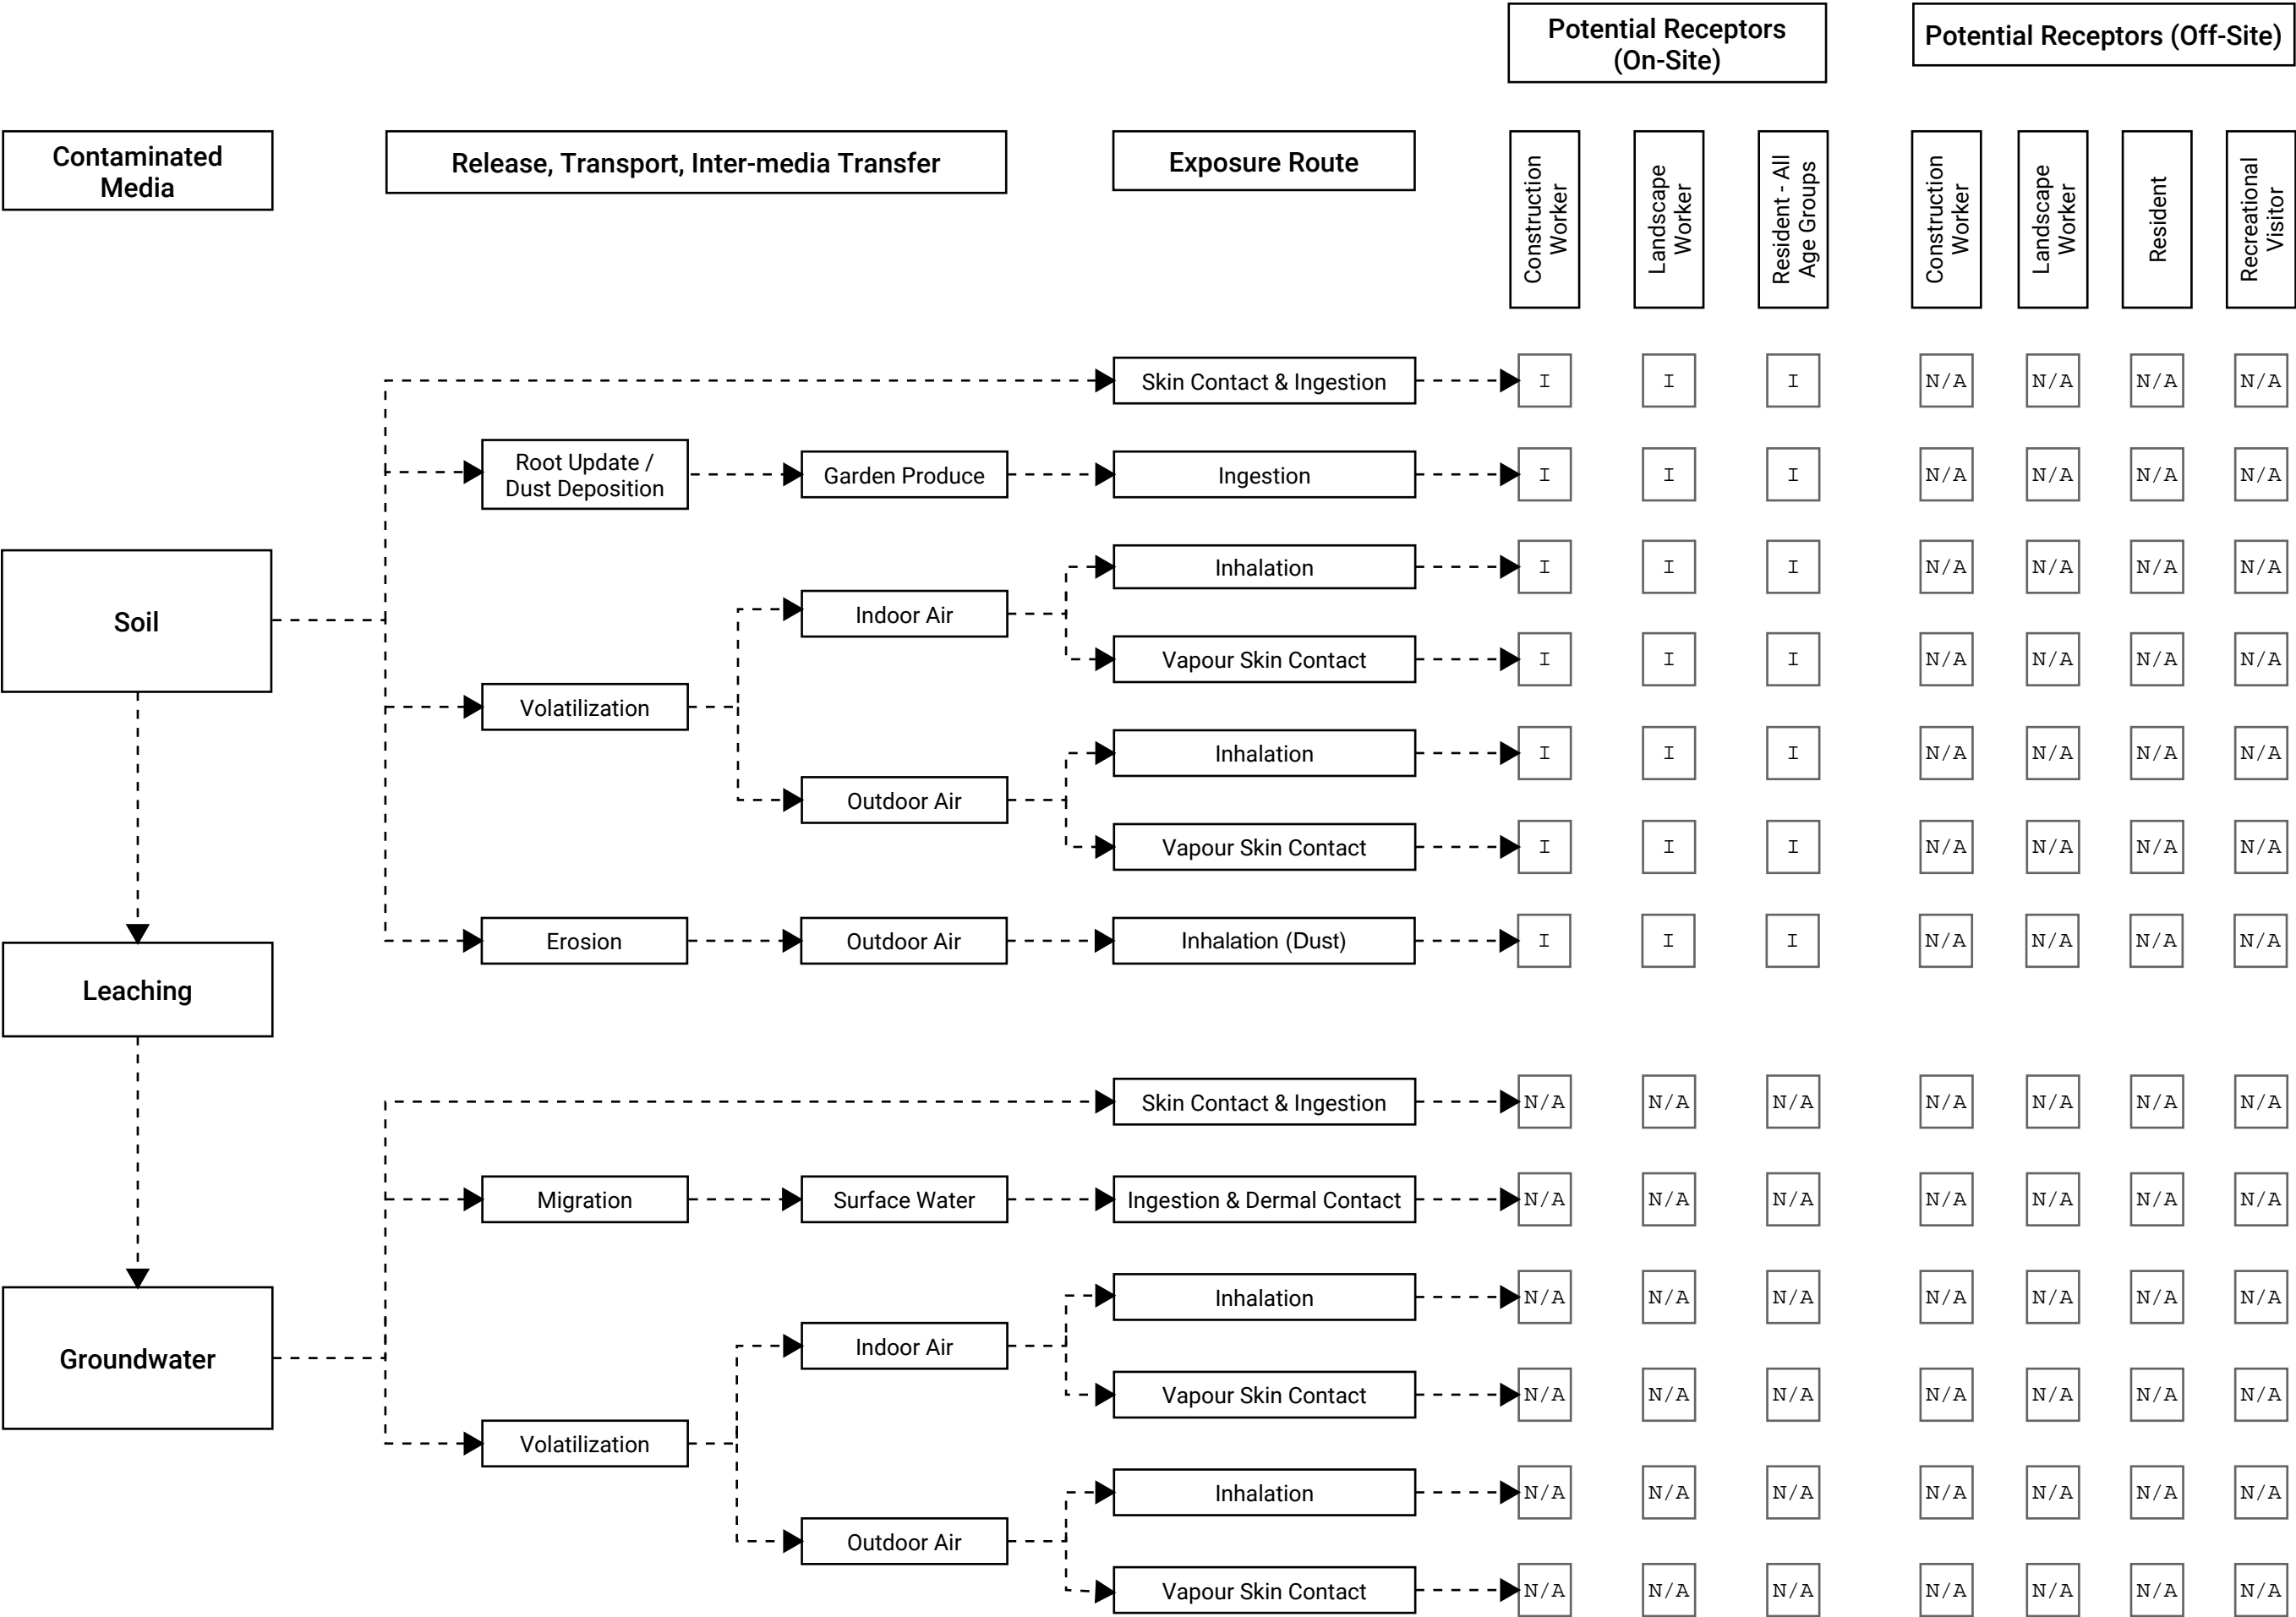 Potential Receptors
(On-Site)
Potential Receptors (Off-Site)
Contaminated
Media
Release, Transport, Inter-media Transfer
Exposure Route
Construction
Worker
Landscape
Worker
Resident - All
Age Groups
Construction
Worker
Landscape
Worker
Resident
Recreational
Visitor
Skin Contact & Ingestion
I I I N/A N/A N/A N/A
Root Update /
Dust Deposition
Garden Produce
Ingestion
I I I N/A N/A N/A N/A
Inhalation
I I I N/A N/A N/A N/A
Soil
Indoor Air
Vapour Skin Contact
I I I N/A N/A N/A N/A
Volatilization
Inhalation
I I I N/A N/A N/A N/A
Outdoor Air
Vapour Skin Contact
I I I N/A N/A N/A N/A
Erosion
Outdoor Air
Inhalation (Dust)
I I I N/A N/A N/A N/A
Leaching
Skin Contact & Ingestion
N/A N/A N/A N/A N/A N/A N/A
Migration
Surface Water
Ingestion & Dermal Contact
N/A N/A N/A N/A N/A N/A N/A
Inhalation
N/A N/A N/A N/A N/A N/A N/A
Groundwater
Indoor Air
Vapour Skin Contact
N/A N/A N/A N/A N/A N/A N/A
Volatilization
Inhalation
N/A N/A N/A N/A N/A N/A N/A
Outdoor Air
Vapour Skin Contact
N/A N/A N/A N/A N/A N/A N/A